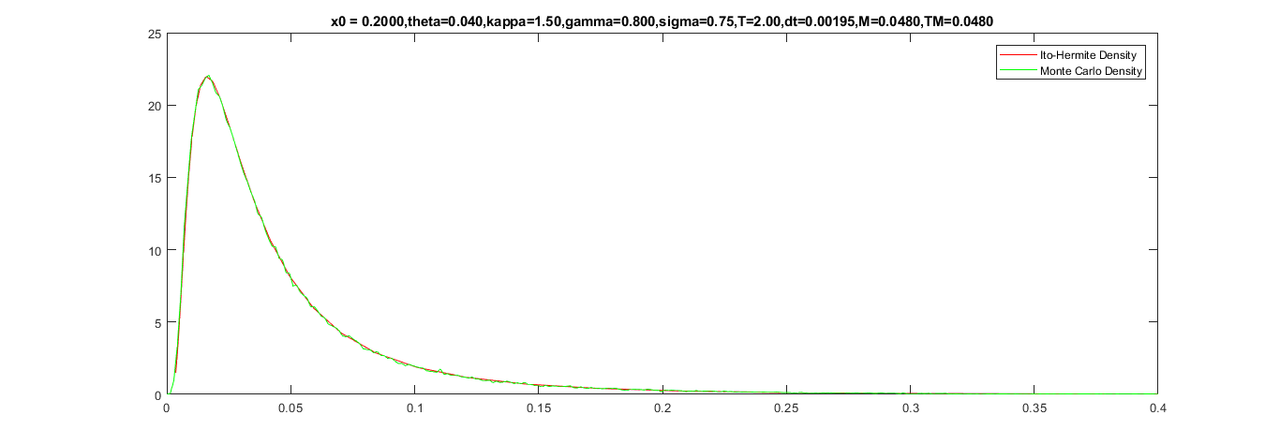 x0 = 0.2000,theta=0.040,kappa=1.50,gamma=0.800,sigma=0.75,T=2.00,dt=0.00195,M=0.0480,TM=0.0480
Ito-Hermite Density
Monte Carlo Density
25
20
15
10
5
0
0 0.05 0.1 0.15 0.2 0.25 0.3 0.35 0.4